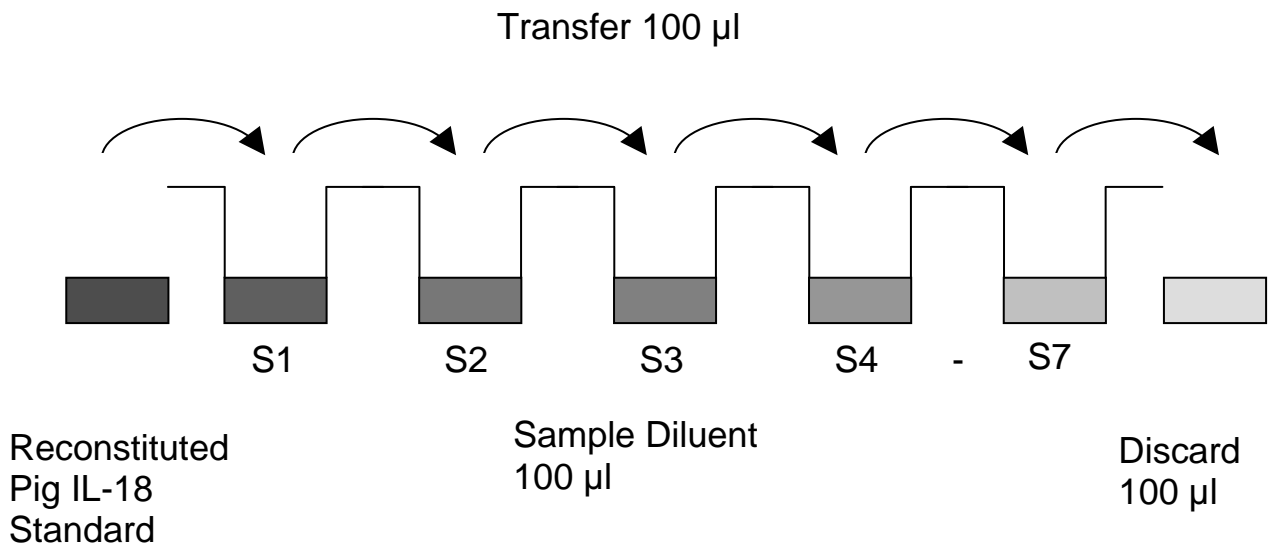 Transfer 100 µl
S1 S2 S3 S4 - S7
Reconstituted
Pig IL-18
Standard
Sample Diluent
100 µl
Discard
100 µl